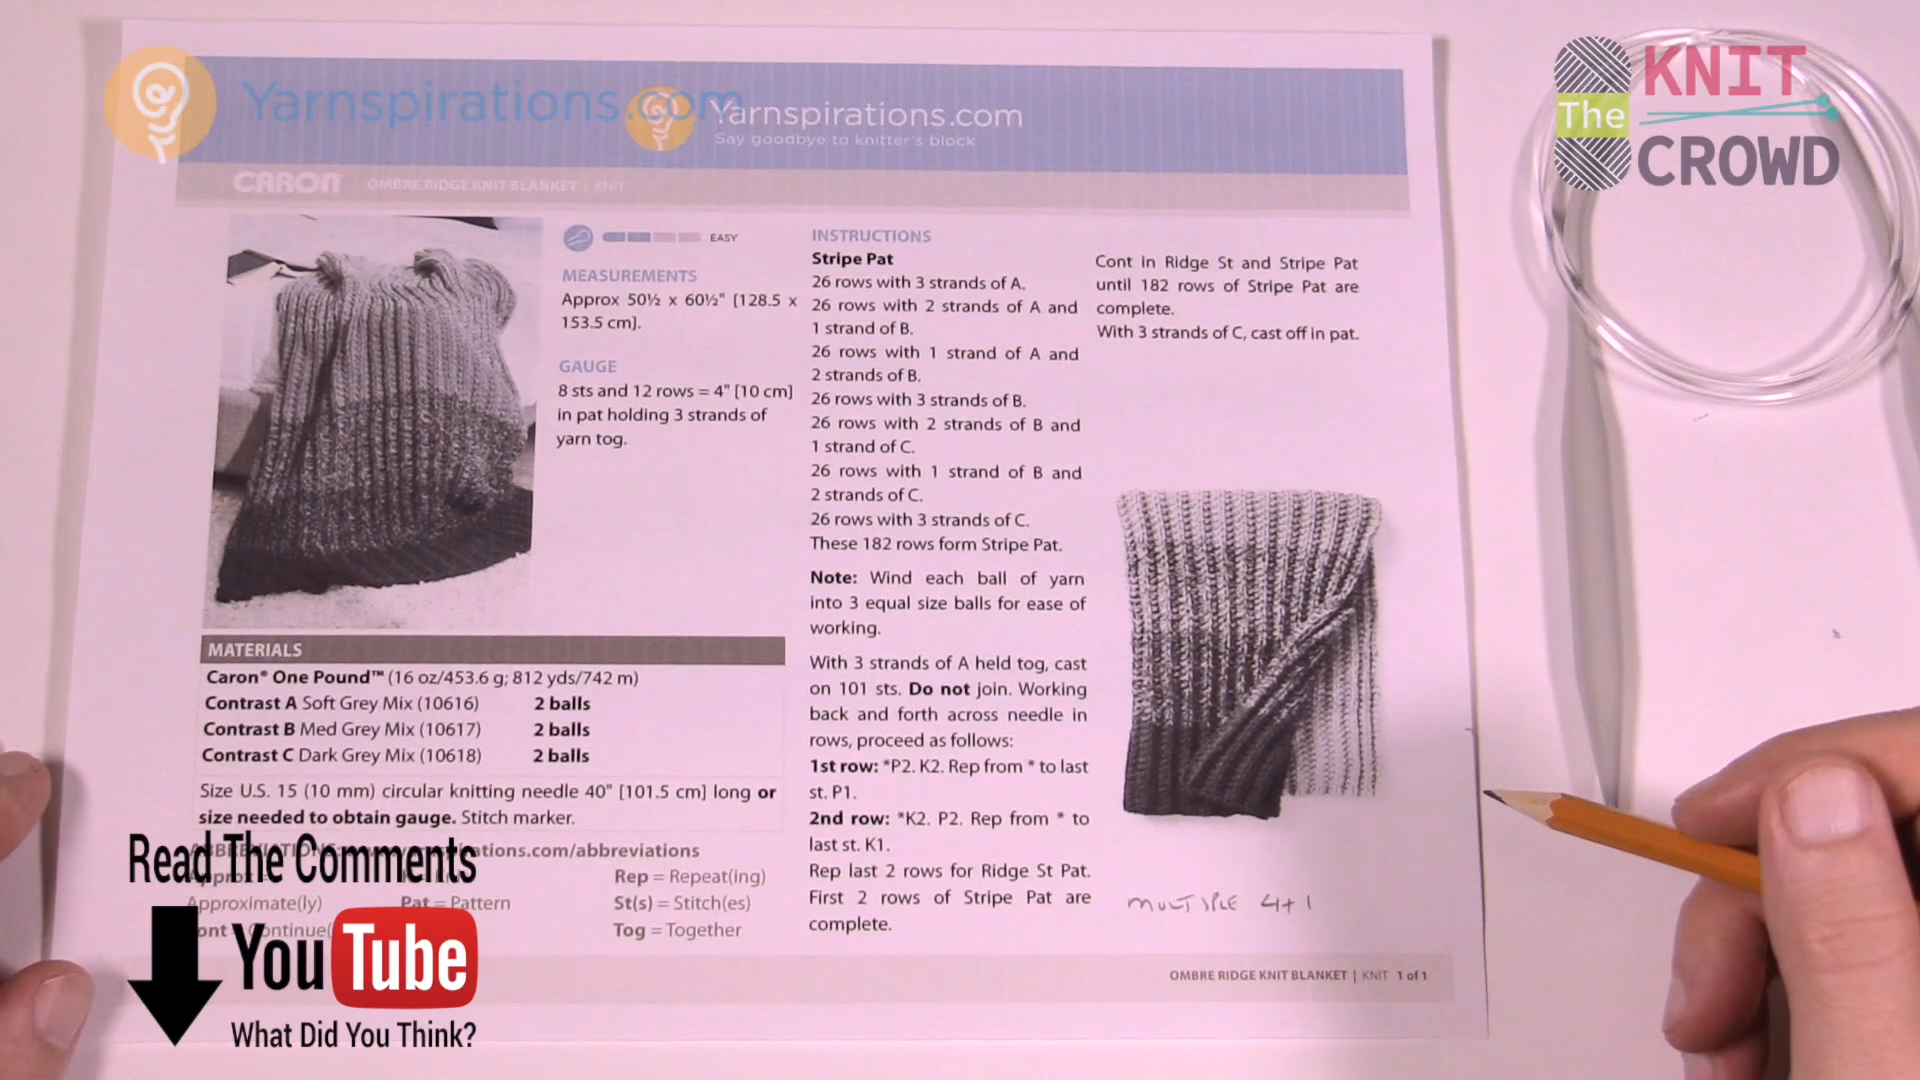 Yarnspirations.com
Yarnspirations.com
Say goodbye to knitter's block
The KNIT
CROWD
CARON OMBRE RIDGE KNIT BLANKET | KNIT
EASY
MEASUREMENTS
Approx 50½ x 60½" [128.5 x
153.5 cm].
GAUGE
8 sts and 12 rows = 4" [10 cm]
in pat holding 3 strands of
yarn tog.
MATERIALS
Caron® One Pound™ (16 oz/453.6 g; 812 yds/742 m)
Contrast A Soft Grey Mix (10616) 2 balls
Contrast B Med Grey Mix (10617) 2 balls
Contrast C Dark Grey Mix (10618) 2 balls
Size U.S. 15 (10 mm) circular knitting needle 40" [101.5 cm] long or
size needed to obtain gauge. Stitch marker.
ations.com/abbreviations
Approx = Rep = Repeat(ing)
Approximate(ly) Pat = Pattern St(s) = Stitch(es)
Continue( Tog = Together
INSTRUCTIONS
Stripe Pat
26 rows with 3 strands of A.
26 rows with 2 strands of A and
1 strand of B.
26 rows with 1 strand of A and
2 strands of B.
26 rows with 3 strands of B.
26 rows with 2 strands of B and
1 strand of C.
26 rows with 1 strand of B and
2 strands of C.
26 rows with 3 strands of C.
These 182 rows form Stripe Pat.
Note: Wind each ball of yarn
into 3 equal size balls for ease of
working.
With 3 strands of A held tog, cast
on 101 sts. Do not join. Working
back and forth across needle in
rows, proceed as follows:
1st row: *P2. K2. Rep from * to last
st. P1.
2nd row: *K2. P2. Rep from * to
last st. K1.
Rep last 2 rows for Ridge St Pat.
First 2 rows of Stripe Pat are
complete.
Cont in Ridge St and Stripe Pat
until 182 rows of Stripe Pat are
complete.
With 3 strands of C, cast off in pat.
MULTIPLE 4+1
OMBRE RIDGE KNIT BLANKET | KNIT 1 of 1
Read The Comments
YouTube
What Did You Think?